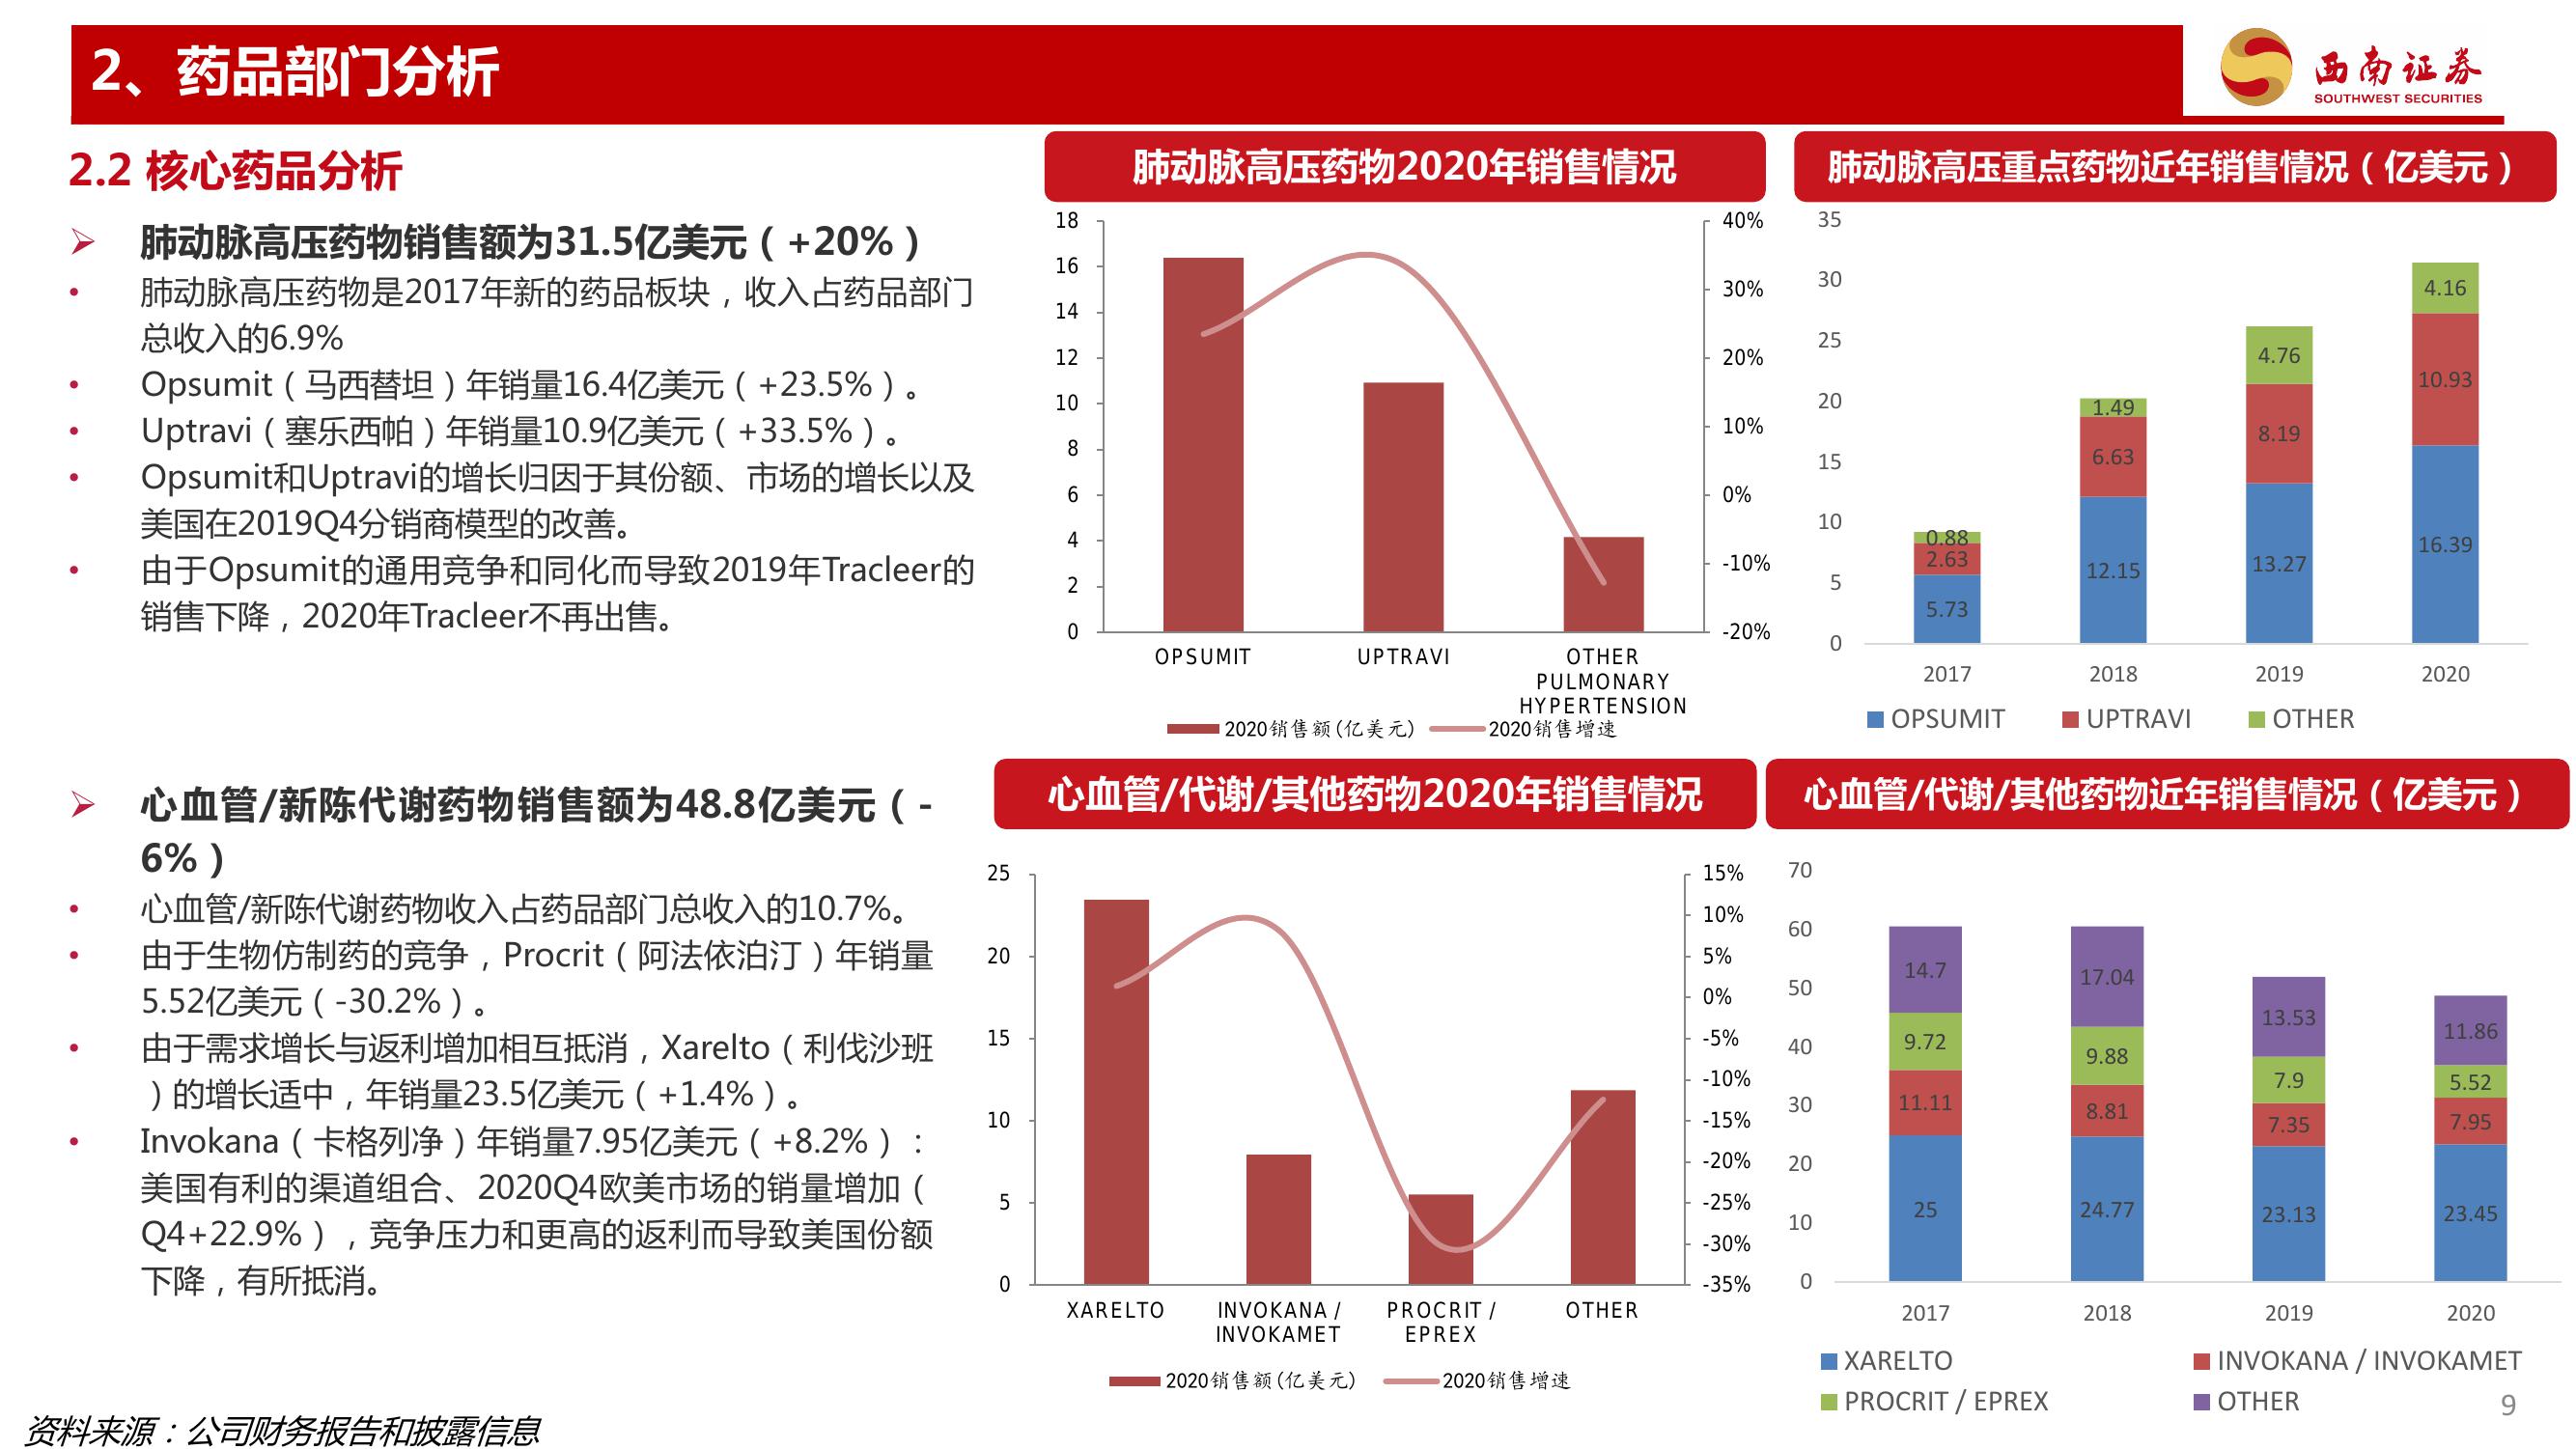 2、药品部门分析
西南证券
SOUTHWEST SECURITIES
2.2 核心药品分析
➢ 肺动脉高压药物销售额为31.5亿美元（+20%）
• 肺动脉高压药物是2017年新的药品板块，收入占药品部门
总收入的6.9%
• Opsumit（马西替坦）年销量16.4亿美元（+23.5%）。
• Uptravi（塞乐西帕）年销量10.9亿美元（+33.5%）。
• Opsumit和Uptravi的增长归因于其份额、市场的增长以及
美国在2019Q4分销商模型的改善。
• 由于Opsumit的通用竞争和同化而导致2019年Tracleer的
销售下降，2020年Tracleer不再出售。
肺动脉高压药物2020年销售情况
18
16
14
12
10
8
6
4
2
0
40%
30%
20%
10%
0%
-10%
-20%
OPSUMIT
UPTRAVI
OTHER
PULMONARY
HYPERTENSION
2020销售额(亿美元)
2020销售增速
肺动脉高压重点药物近年销售情况（亿美元）
35
30
25
20
15
10
5
0
0.88
2.63
5.73
1.49
6.63
12.15
4.76
8.19
13.27
4.16
10.93
16.39
2017
2018
2019
2020
OPSUMIT
UPTRAVI
OTHER
➢ 心血管/新陈代谢药物销售额为48.8亿美元（-
6%）
• 心血管/新陈代谢药物收入占药品部门总收入的10.7%。
• 由于生物仿制药的竞争，Procrit（阿法依泊汀）年销量
5.52亿美元（-30.2%）。
• 由于需求增长与返利增加相互抵消，Xarelto（利伐沙班
）的增长适中，年销量23.5亿美元（+1.4%）。
• Invokana（卡格列净）年销量7.95亿美元（+8.2%）：
美国有利的渠道组合、2020Q4欧美市场的销量增加（
Q4+22.9%），竞争压力和更高的返利而导致美国份额
下降，有所抵消。
心血管/代谢/其他药物2020年销售情况
25
20
15
10
5
0
15%
10%
5%
0%
-5%
-10%
-15%
-20%
-25%
-30%
-35%
XARELTO
INVOKANA /
INVOKAMET
PROCRIT /
EPREX
OTHER
2020销售额(亿美元)
2020销售增速
心血管/代谢/其他药物近年销售情况（亿美元）
70
60
50
40
30
20
10
0
14.7
9.72
11.11
25
17.04
9.88
8.81
24.77
13.53
7.9
7.35
23.13
11.86
5.52
7.95
23.45
2017
2018
2019
2020
XARELTO
INVOKANA / INVOKAMET
PROCRIT / EPREX
OTHER
9
资料来源：公司财务报告和披露信息